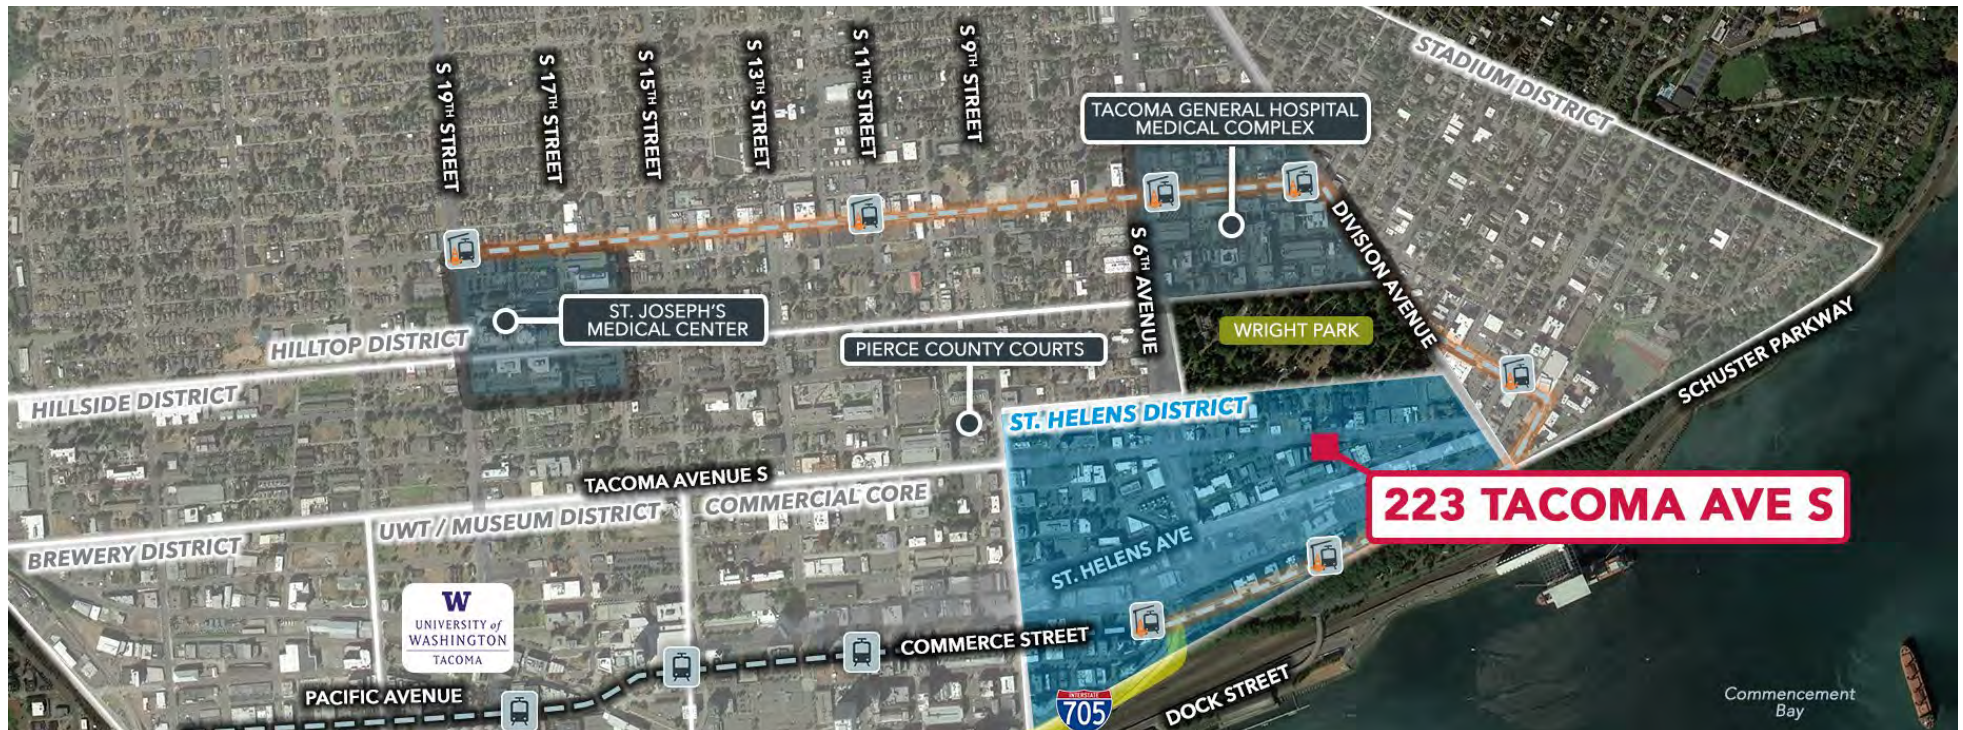 S 19TH STREET
S 17TH STREET
S 15TH STREET
S 13TH STREET
S 11TH STREET
S 9TH STREET
STADIUM DISTRICT
TACOMA GENERAL HOSPITAL
MEDICAL COMPLEX
S 6TH AVENUE
DIVISION AVENUE
ST. JOSEPH'S
MEDICAL CENTER
WRIGHT PARK
SCHUSTER PARKWAY
HILLTOP DISTRICT
PIERCE COUNTY COURTS
HILLSIDE DISTRICT
ST. HELENS DISTRICT
TACOMA AVENUE S
223 TACOMA AVE S
COMMERCIAL CORE
UWT / MUSEUM DISTRICT
BREWERY DISTRICT
ST. HELENS AVE
W
UNIVERSITY of
WASHINGTON
TACOMA
COMMERCE STREET
PACIFIC AVENUE
INTERSTATE
705
DOCK STREET
Commencement
Bay